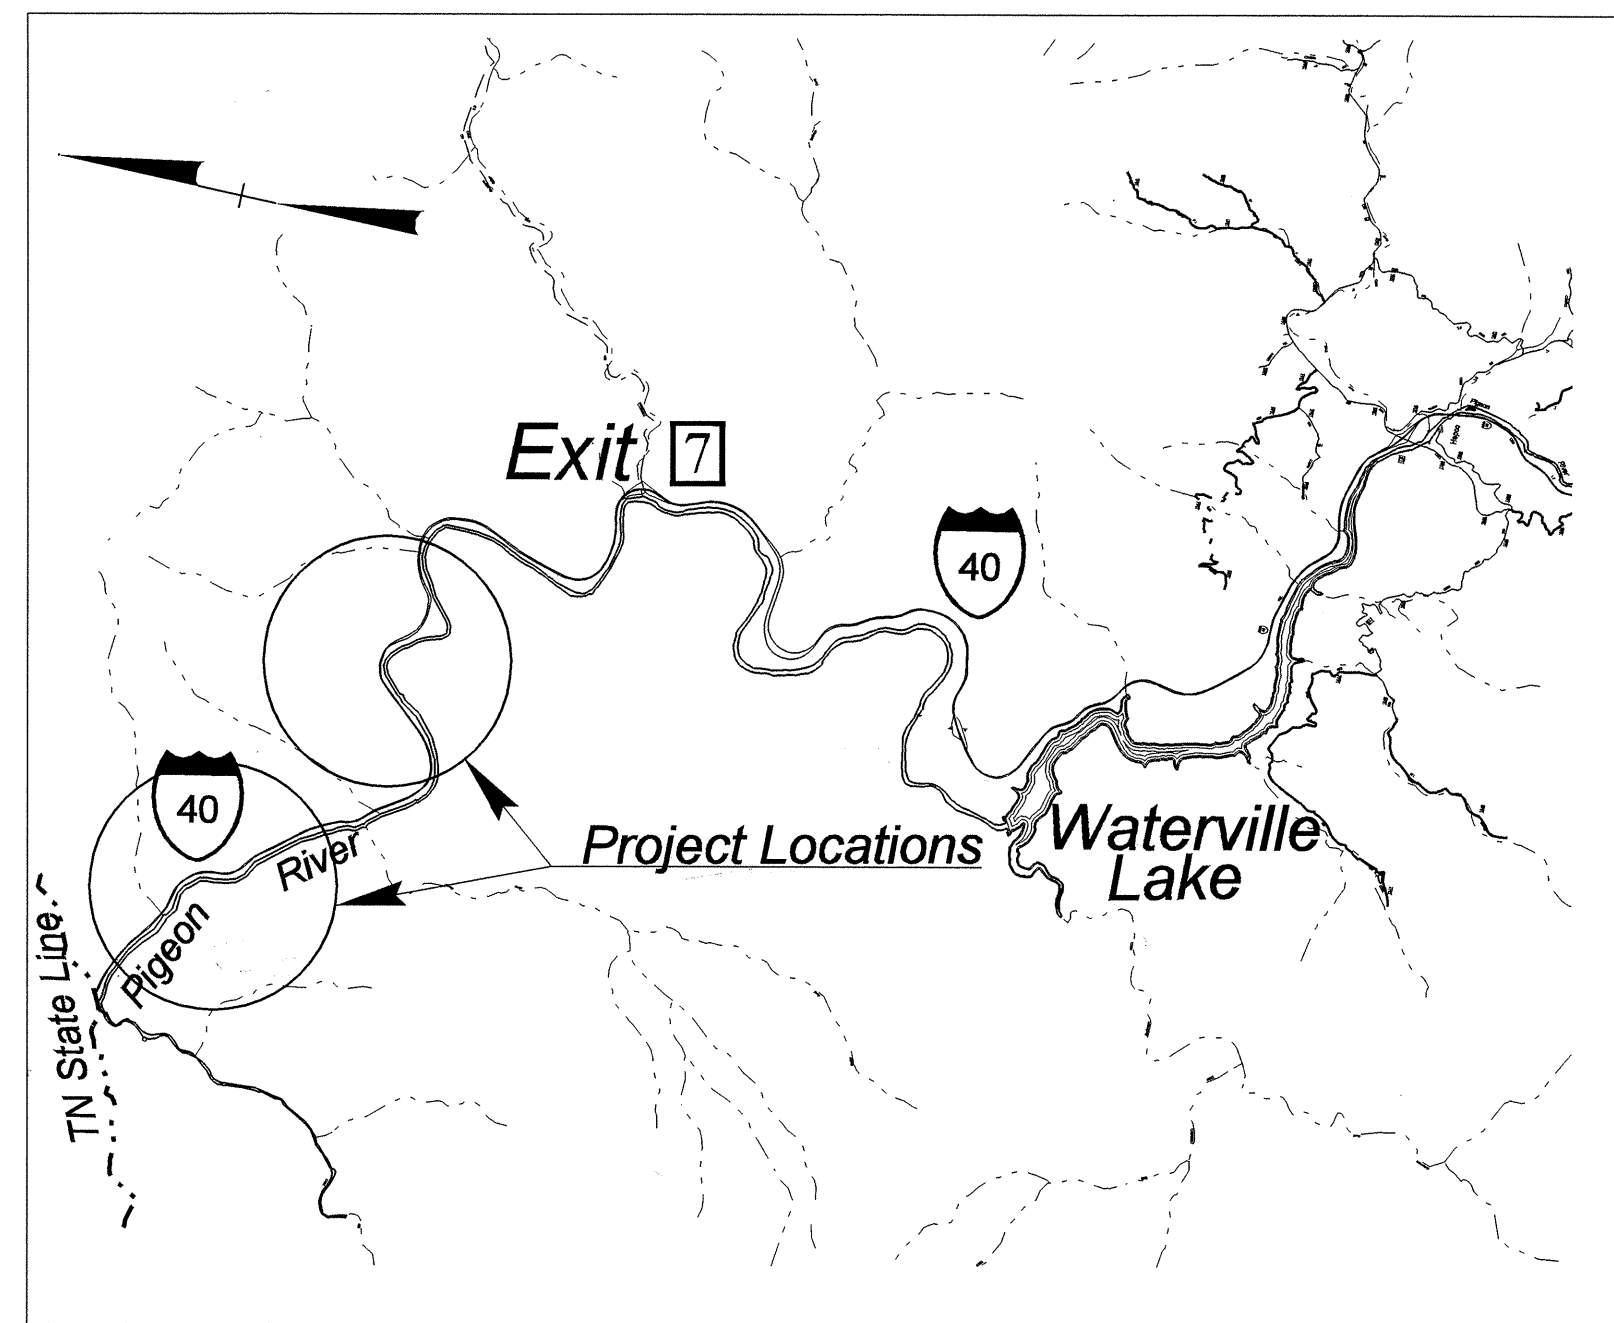 Exit 7
40
40
Project Locations
Waterville
Lake
River
Pigeon
TN State Line